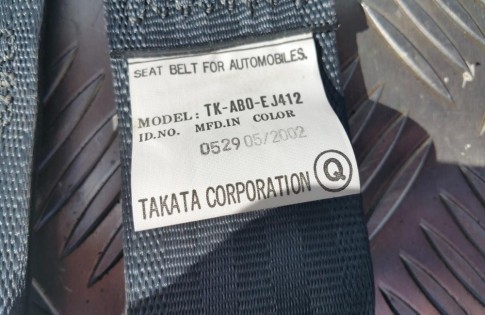 SEAT BELT FOR AUTOMOBILES.
MODEL: TK-AB0-EJ412
ID.NO. MFD.IN COLOR
0529 05/2002
TAKATA CORPORATION Q